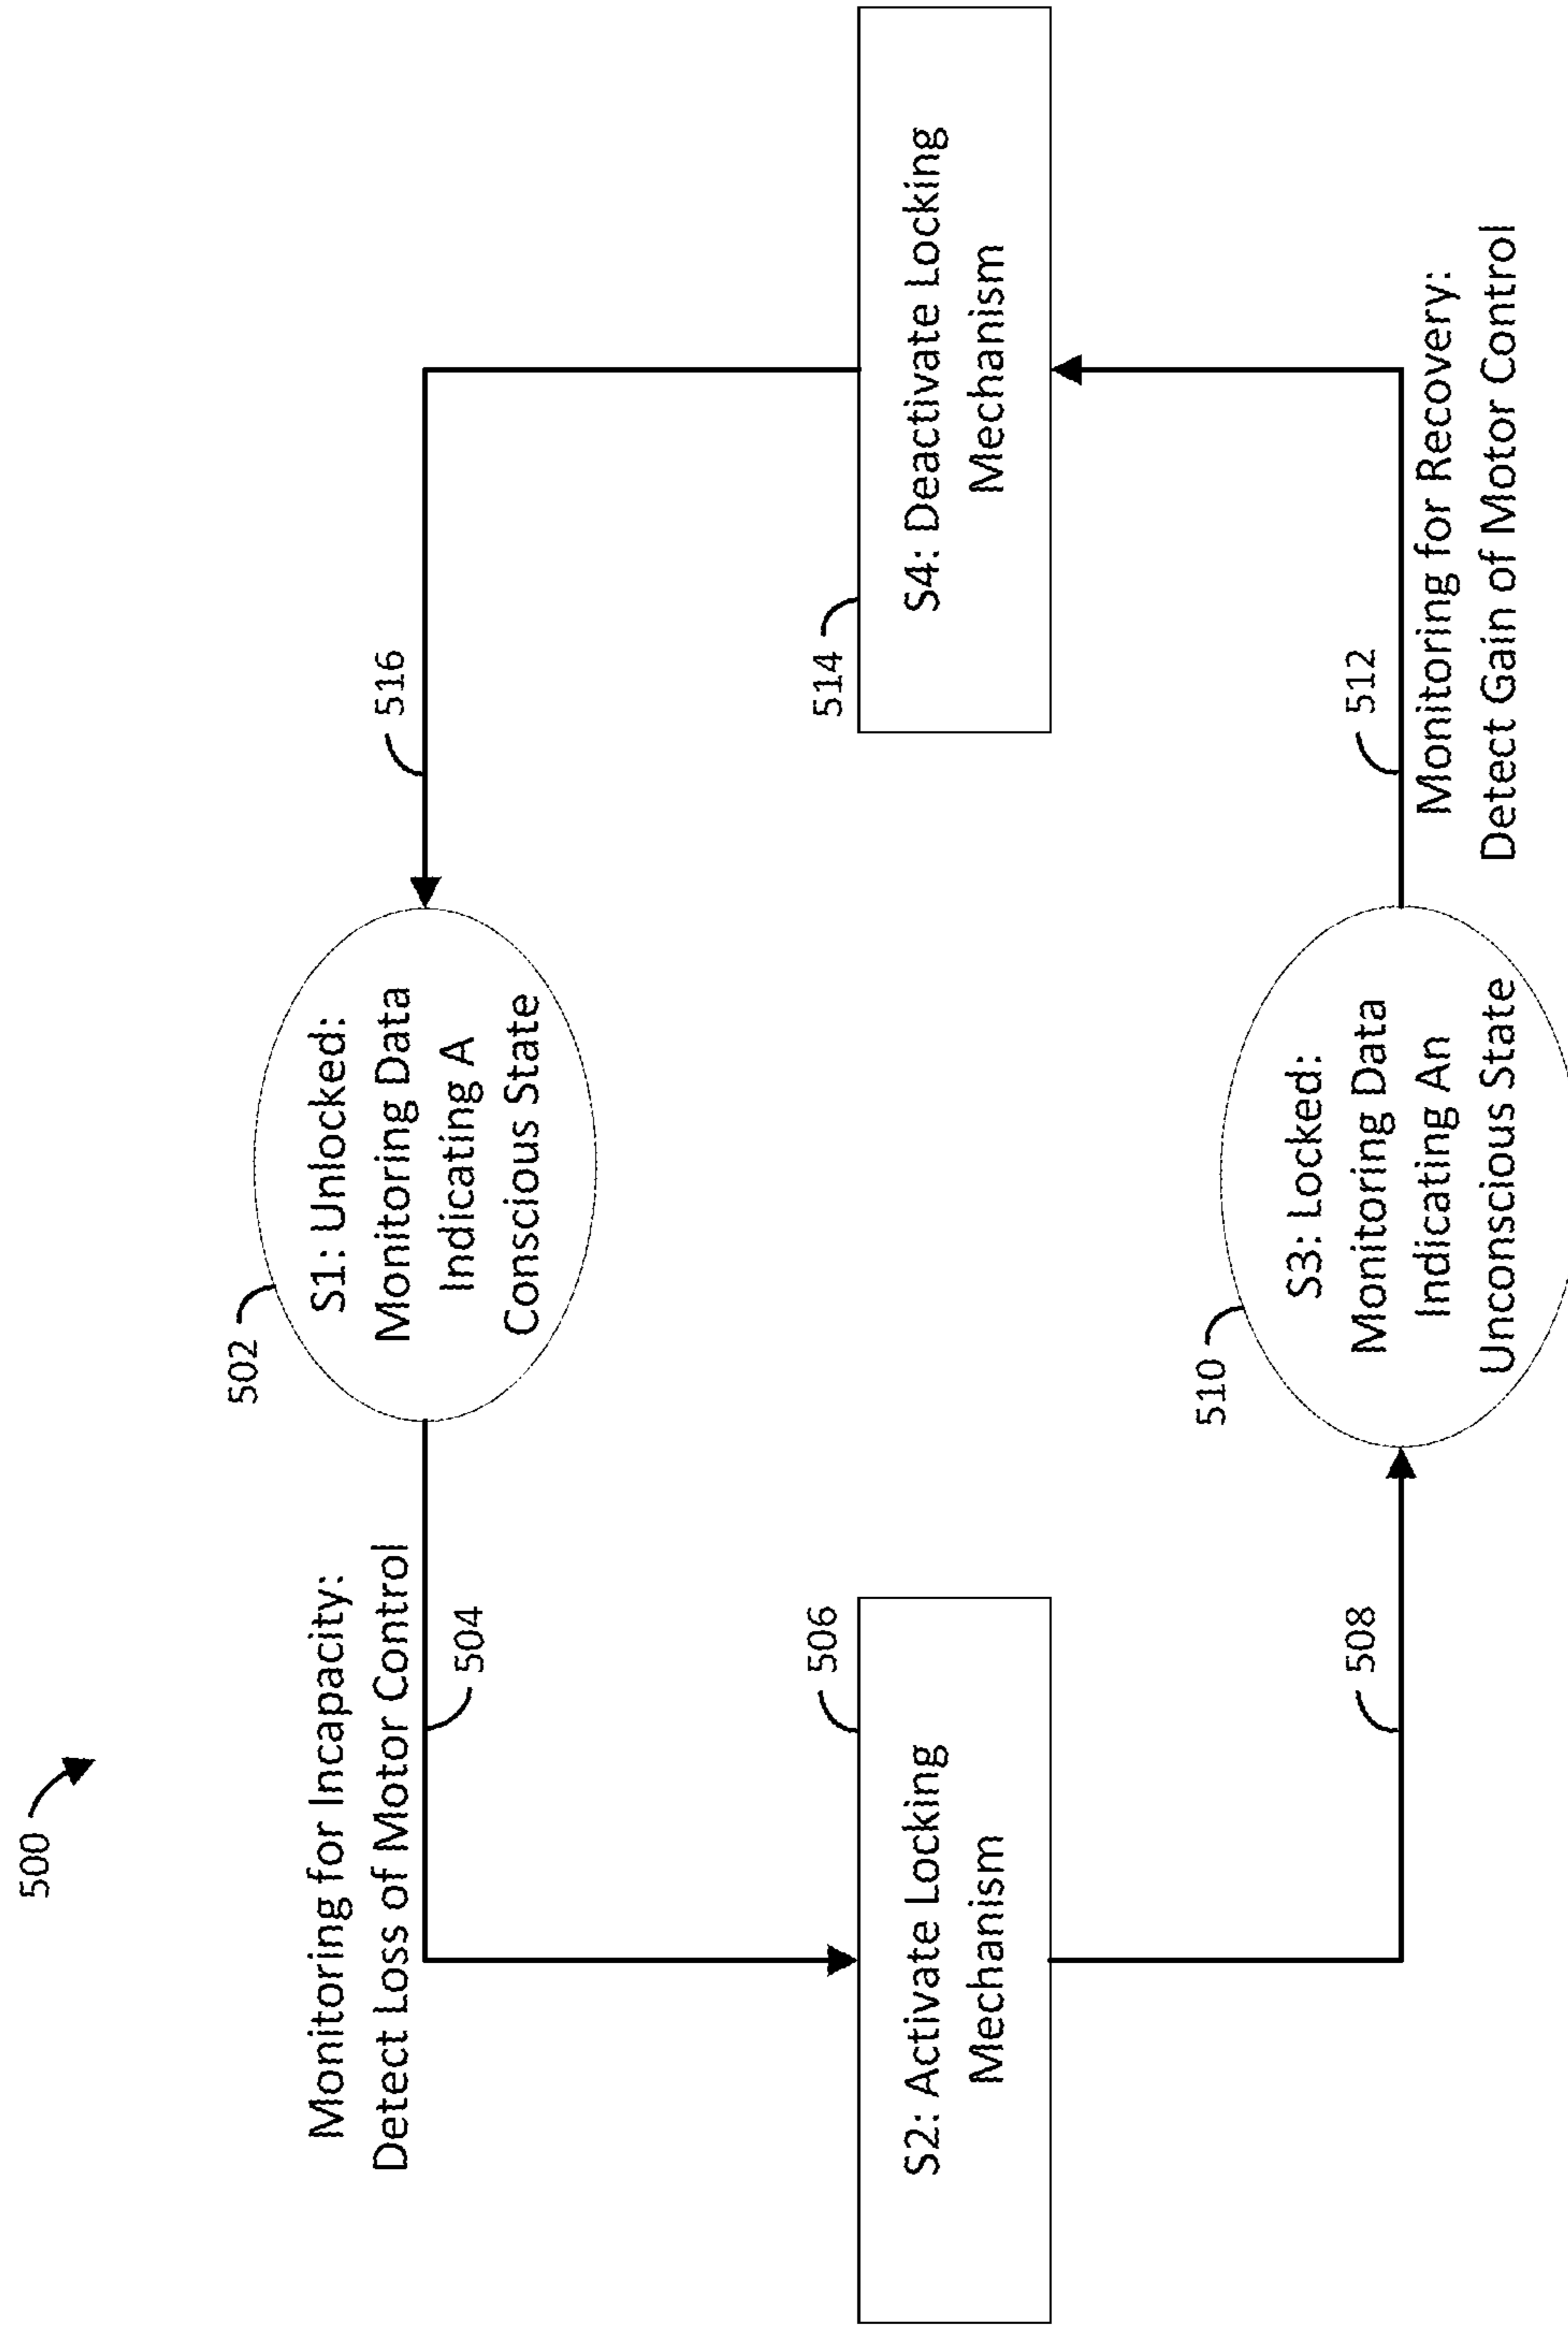 500
502
S1: Unlocked:
Monitoring Data
Indicating A
Conscious State
Monitoring for Incapacity:
Detect Loss of Motor Control
504
516
506
S2: Activate Locking
Mechanism
514
S4: Deactivate Locking
Mechanism
508
510
S3: Locked:
Monitoring Data
Indicating An
Unconscious State
512
Monitoring for Recovery:
Detect Gain of Motor Control